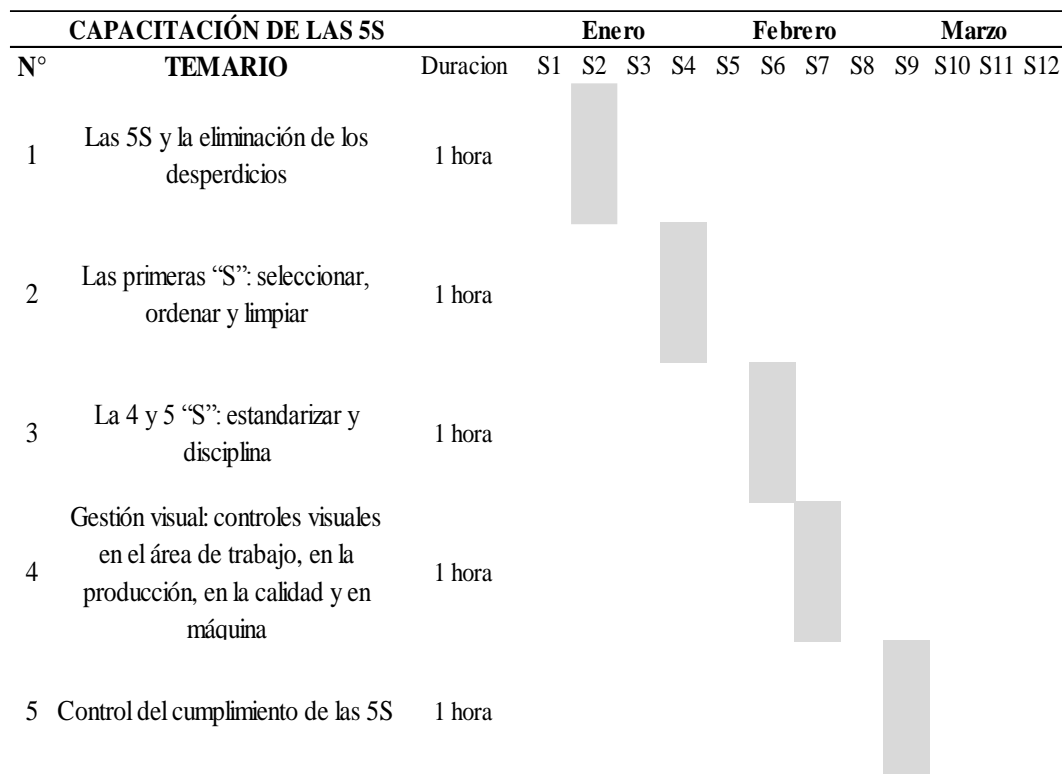 CAPACITACIÓN DE LAS 5S Enero Febrero Marzo
N° TEMARIO Duracion S1 S2 S3 S4 S5 S6 S7 S8 S9 S10 S11 S12
Las 5S y la eliminación de los
1 1 hora
desperdicios
Las primeras “S”: seleccionar,
2 1 hora
ordenar y limpiar
La 4 y 5 “S”: estandarizar y
3 1 hora
disciplina
Gestión visual: controles visuales
en el área de trabajo, en la
4 1 hora
producción, en la calidad y en
máquina
5 Control del cumplimiento de las 5S 1 hora